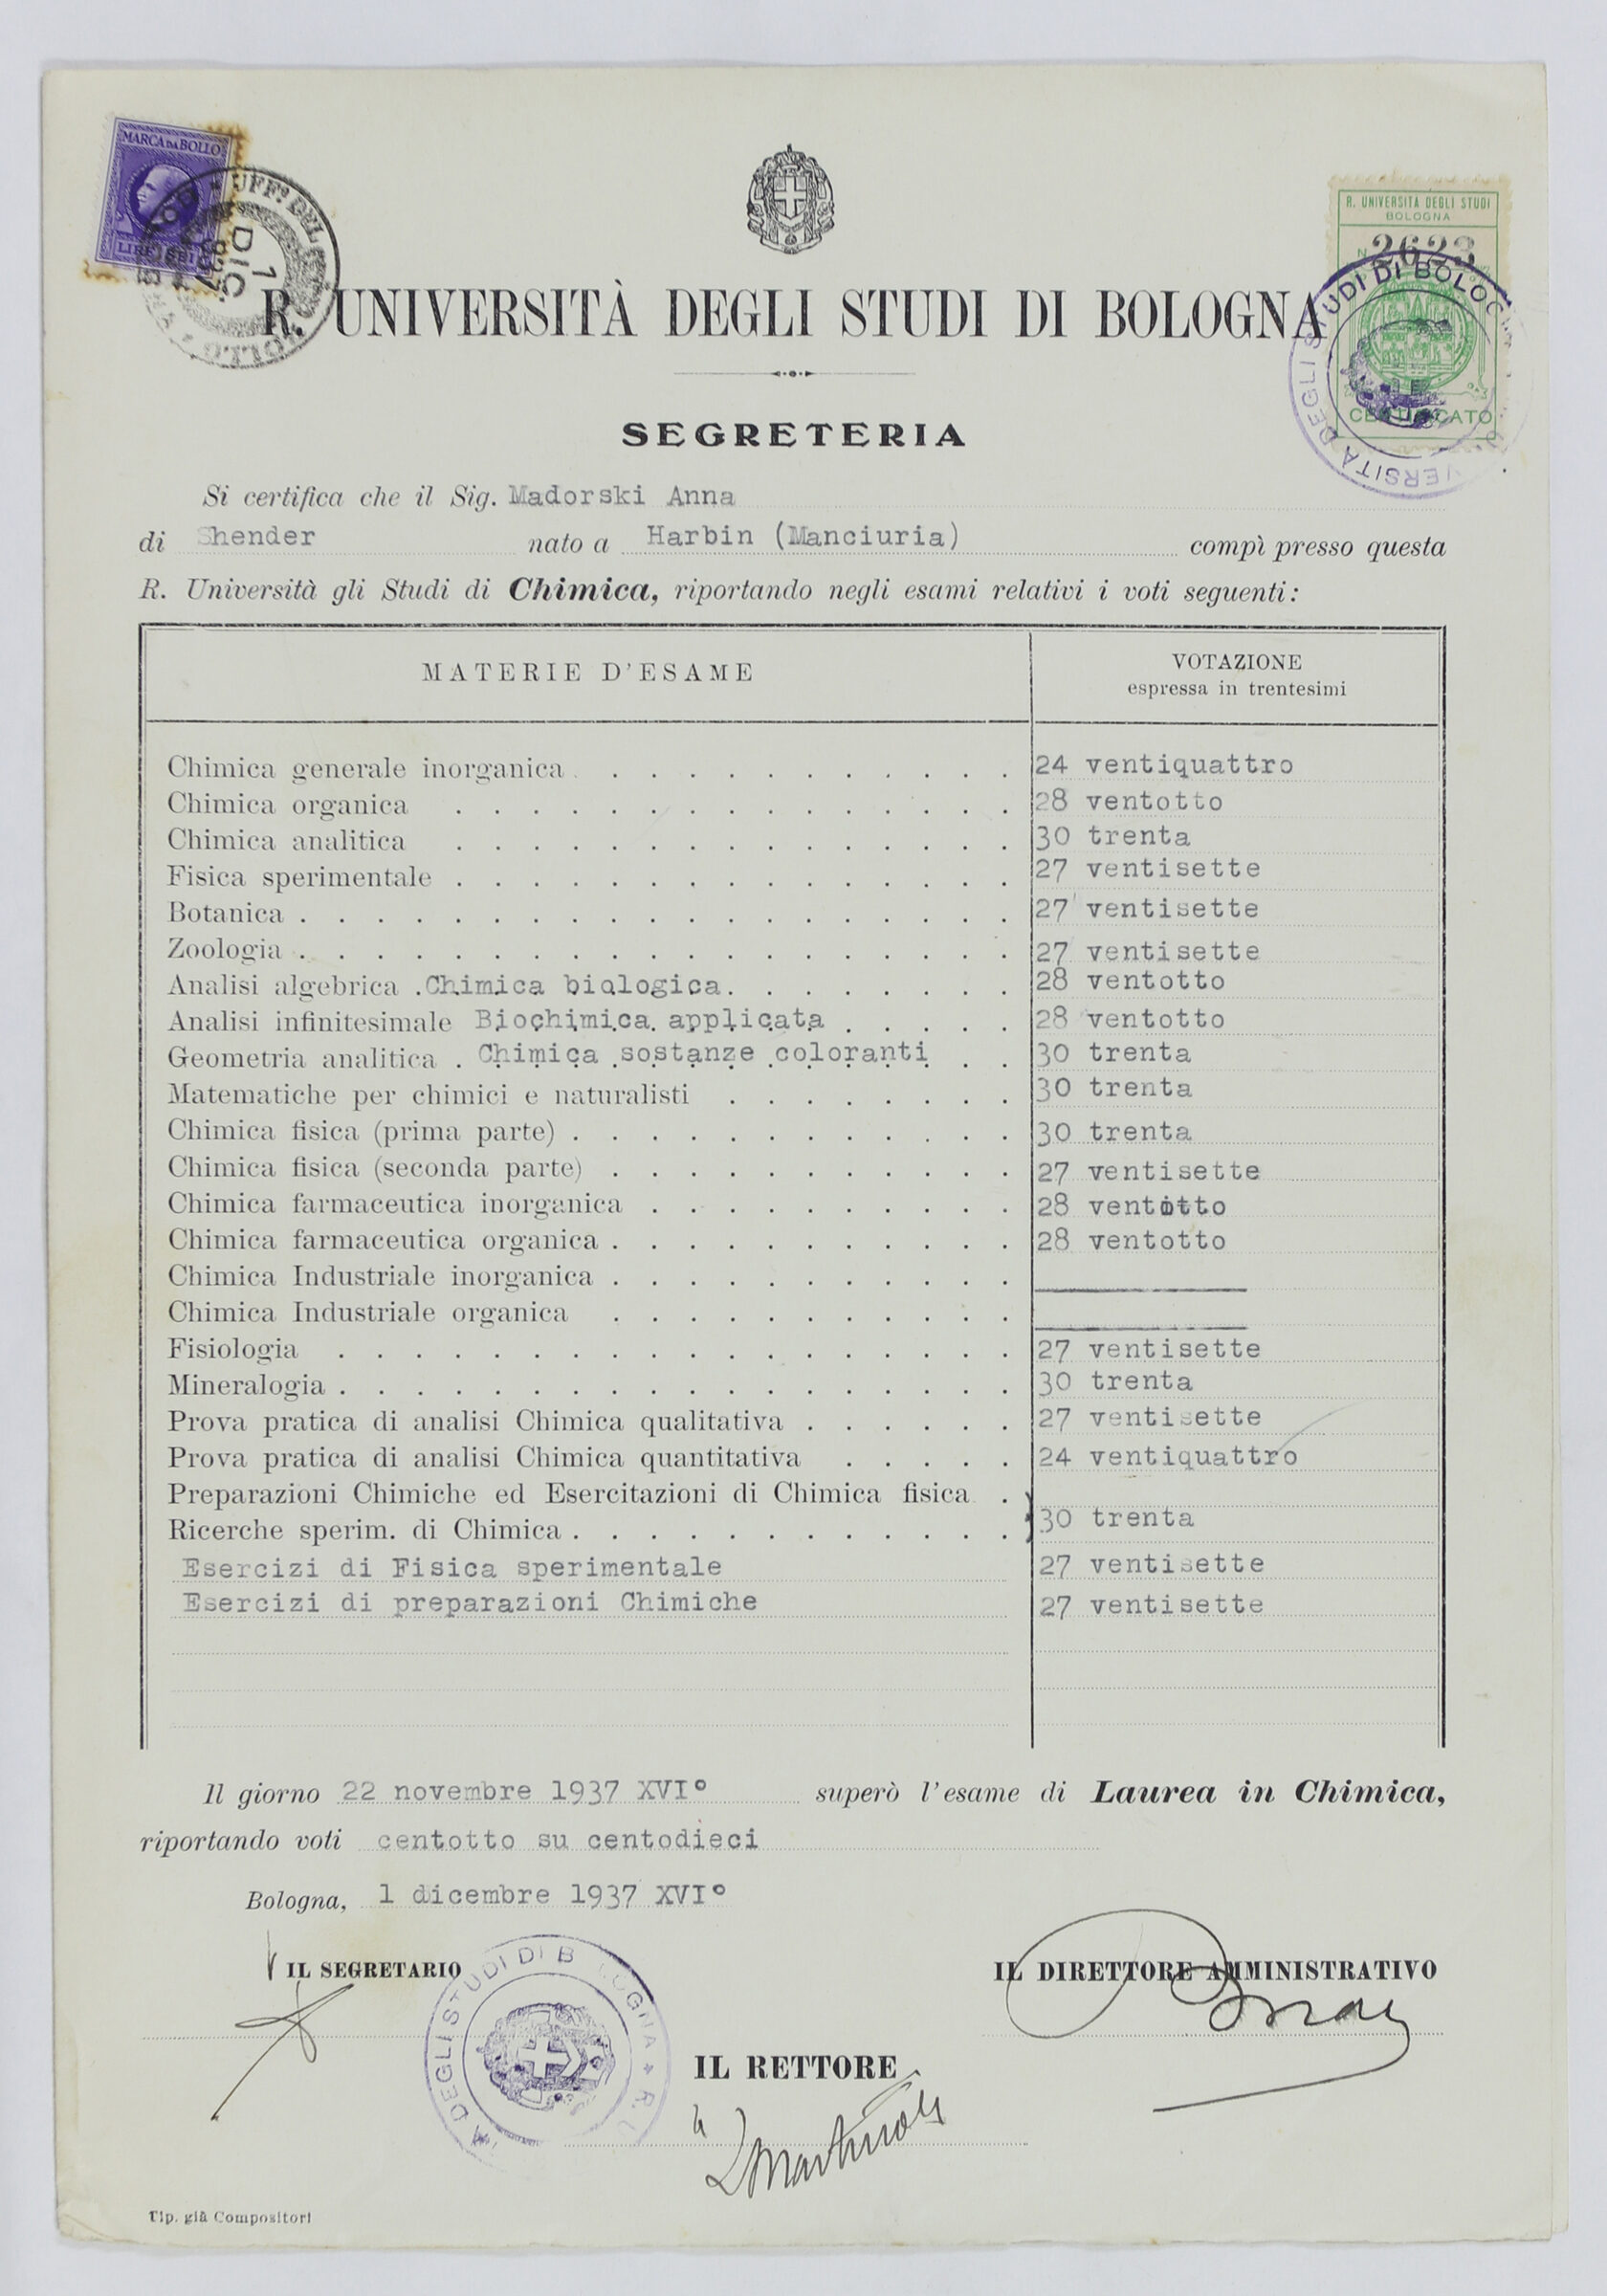 MARCA DA BOLLO
LIRE SEI
UFF° DEL BOLLO
1 DIC. 937
R. UNIVERSITÀ DEGLI STUDI
BOLOGNA
N 2623
CERTIFICATO
UNIVERSITÀ DEGLI STUDI DI BOLOGNA
R. UNIVERSITÀ DEGLI STUDI DI BOLOGNA
SEGRETERIA
Si certifica che il Sig. Madorski Anna
di Shender nato a Harbin (Manciuria) compì presso questa
R. Università gli Studi di Chimica, riportando negli esami relativi i voti seguenti:
MATERIE D'ESAME VOTAZIONE
espressa in trentesimi
Chimica generale inorganica 24 ventiquattro
Chimica organica 28 ventotto
Chimica analitica 30 trenta
Fisica sperimentale 27 ventisette
Botanica 27 ventisette
Zoologia 27 ventisette
Analisi algebrica Chimica biologica 28 ventotto
Analisi infinitesimale Biochimica applicata 28 ventotto
Geometria analitica Chimica sostanze coloranti 30 trenta
Matematiche per chimici e naturalisti 30 trenta
Chimica fisica (prima parte) 30 trenta
Chimica fisica (seconda parte) 27 ventisette
Chimica farmaceutica inorganica 28 ventotto
Chimica farmaceutica organica 28 ventotto
Chimica Industriale inorganica
Chimica Industriale organica
Fisiologia 27 ventisette
Mineralogia 30 trenta
Prova pratica di analisi Chimica qualitativa 27 ventisette
Prova pratica di analisi Chimica quantitativa 24 ventiquattro
Preparazioni Chimiche ed Esercitazioni di Chimica fisica
Ricerche sperim. di Chimica 30 trenta
Esercizi di Fisica sperimentale 27 ventisette
Esercizi di preparazioni Chimiche 27 ventisette
Il giorno 22 novembre 1937 XVI° superò l'esame di Laurea in Chimica,
riportando voti centotto su centodieci
Bologna, 1 dicembre 1937 XVI°
IL SEGRETARIO IL DIRETTORE AMMINISTRATIVO
A DEGLI STUDI DI BOLOGNA * R. U
IL RETTORE
Tip. già Compositori